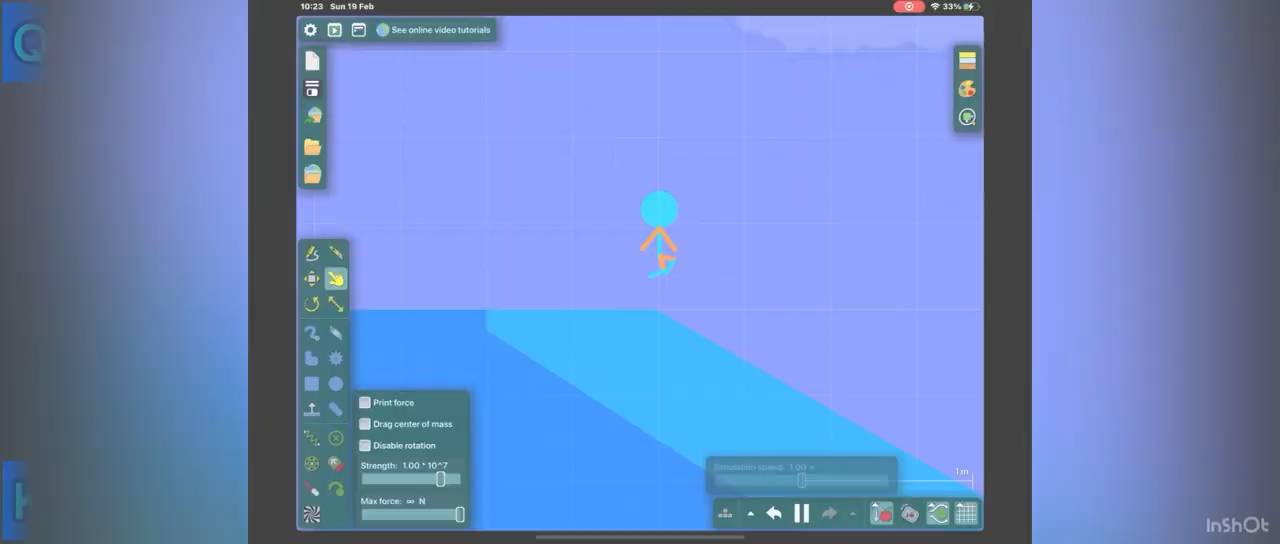 10:23 Sun 19 Feb
33%
See online video tutorials
Print force
Drag center of mass
Disable rotation
Strength: 1.00 * 10^7
Max force: ∞ N
Simulation speed: 1.00 ×
1 m
InShOt